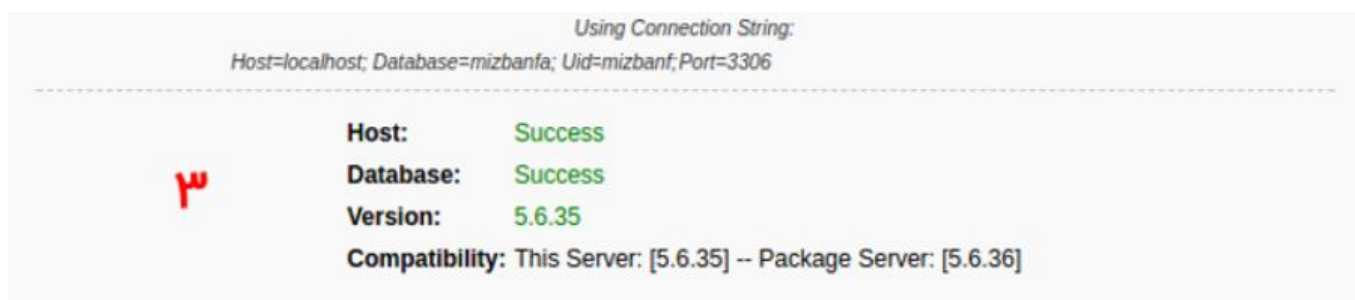 Using Connection String:
Host=localhost; Database=mizbanfa; Uid=mizbanf;Port=3306
Host: Success
Database: Success
۳
Version: 5.6.35
Compatibility: This Server: [5.6.35] -- Package Server: [5.6.36]